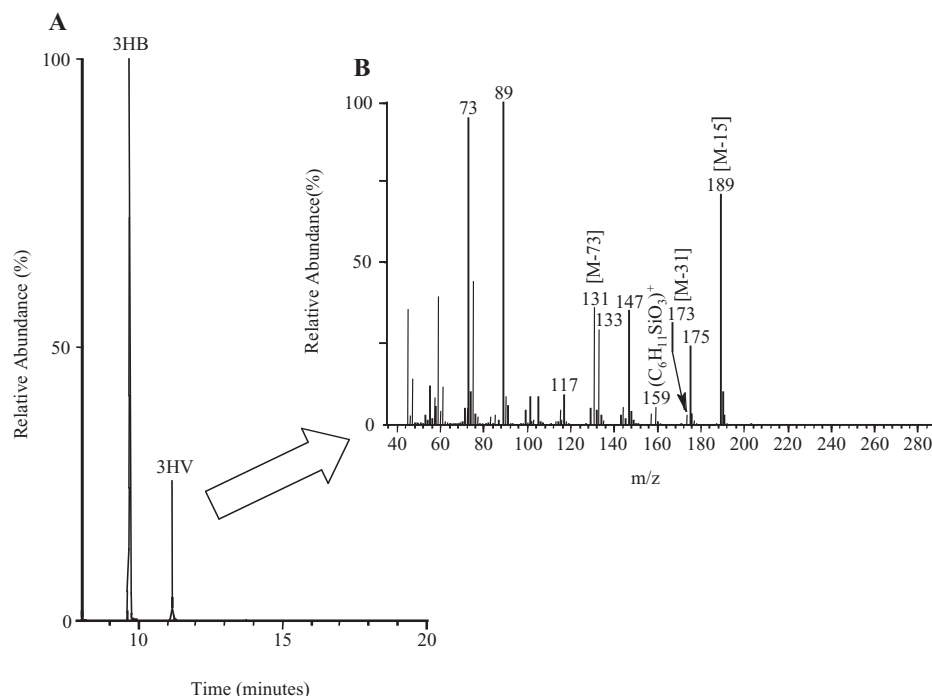 A
3HB
100
50
0
3HV
10
15
20
Time (minutes)
Relative Abundance (%)
B
100
50
0
Relative Abundance(%)
73
89
[M-73]
131
133
147
117
159
(C6H11SiO3)+
[M-31]
173
175
[M-15]
189
40 60 80 100 120 140 160 180 200 220 240 260 280
m/z